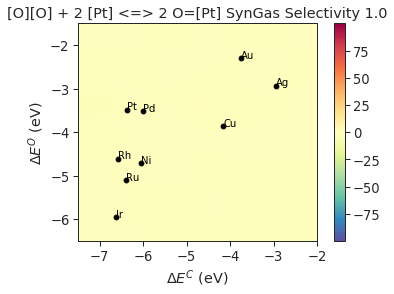 [O][O] + 2 [Pt] <=> 2 O=[Pt] SynGas Selectivity 1.0
−2
−3
−4
−5
−6
ΔE^O (eV)
Au
Ag
Pt
Pd
Cu
Rh
Ni
Ru
Ir
−7
−6
−5
−4
−3
−2
ΔE^C (eV)
75
50
25
0
−25
−50
−75